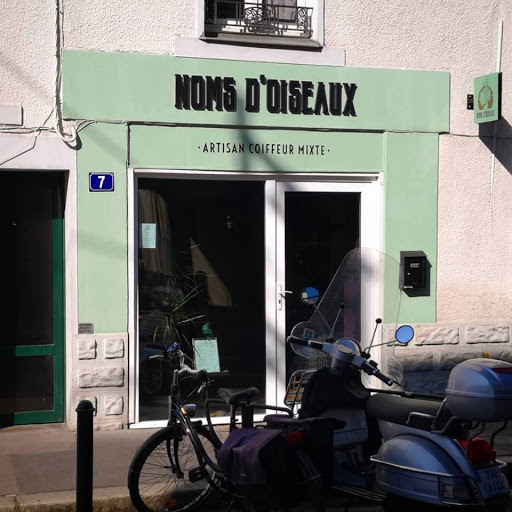 NOMS D'OISEAUX
· ARTISAN COIFFEUR MIXTE ·
7